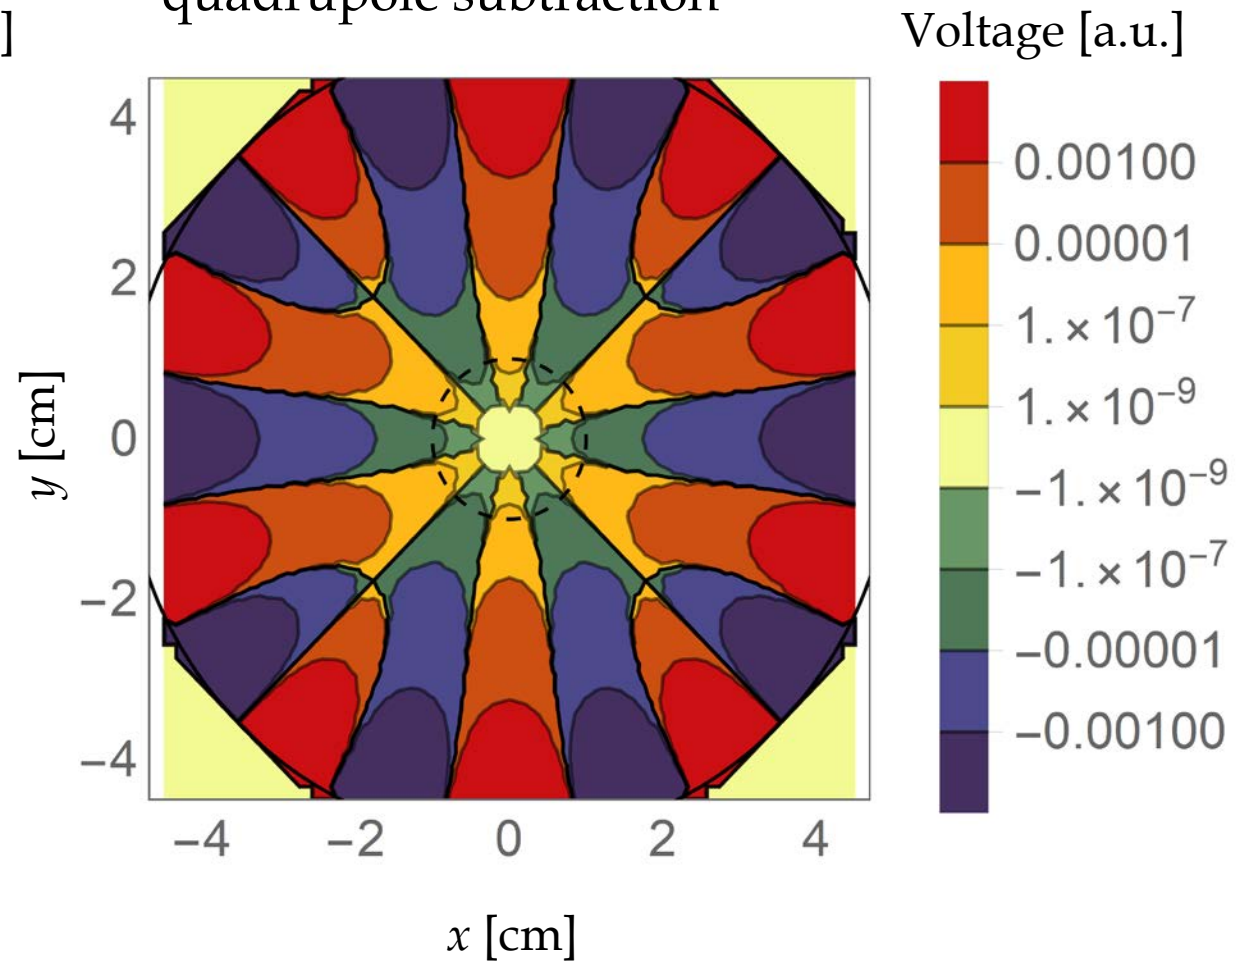 quadrupole subtraction
]
Voltage [a.u.]
4
2
0
−2
−4
y [cm]
−4 −2 0 2 4
x [cm]
0.00100
0.00001
1.×10⁻⁷
1.×10⁻⁹
−1.×10⁻⁹
−1.×10⁻⁷
−0.00001
−0.00100